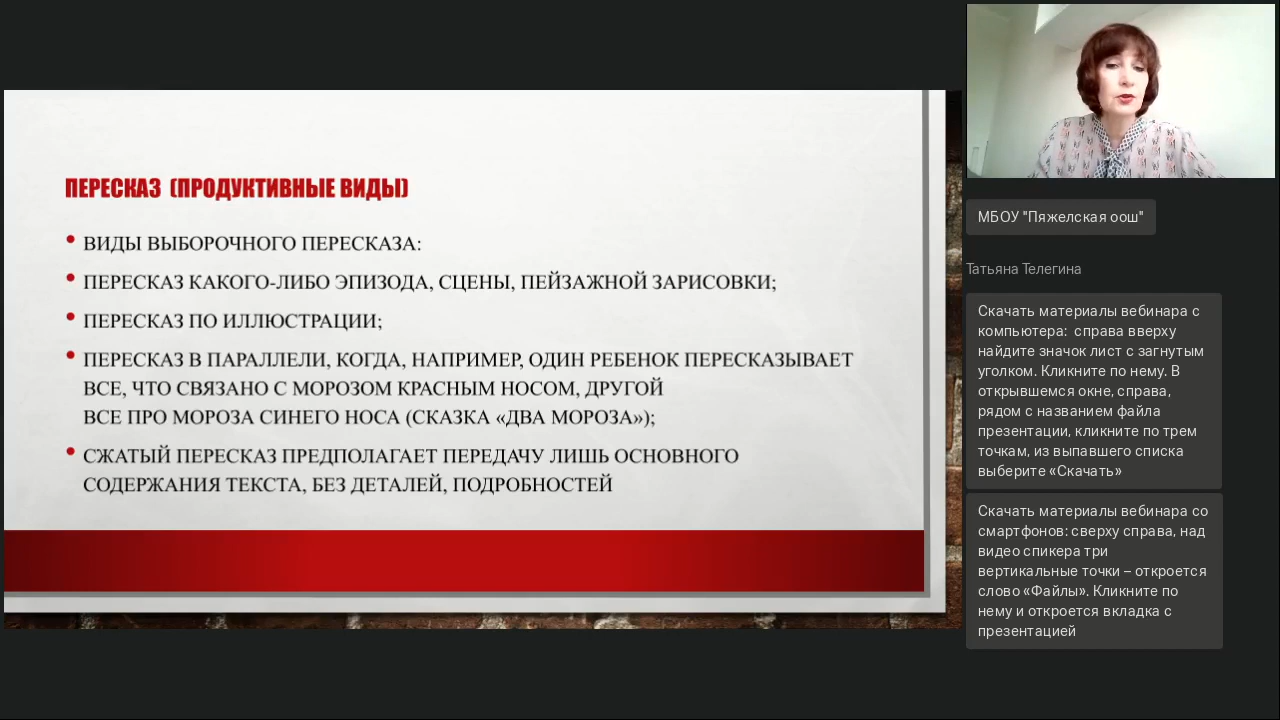 ПЕРЕСКАЗ (ПРОДУКТИВНЫЕ ВИДЫ)
• ВИДЫ ВЫБОРОЧНОГО ПЕРЕСКАЗА:
• ПЕРЕСКАЗ КАКОГО-ЛИБО ЭПИЗОДА, СЦЕНЫ, ПЕЙЗАЖНОЙ ЗАРИСОВКИ;
• ПЕРЕСКАЗ ПО ИЛЛЮСТРАЦИИ;
• ПЕРЕСКАЗ В ПАРАЛЛЕЛИ, КОГДА, НАПРИМЕР, ОДИН РЕБЕНОК ПЕРЕСКАЗЫВАЕТ
ВСЕ, ЧТО СВЯЗАНО С МОРОЗОМ КРАСНЫМ НОСОМ, ДРУГОЙ
ВСЕ ПРО МОРОЗА СИНЕГО НОСА (СКАЗКА «ДВА МОРОЗА»);
• СЖАТЫЙ ПЕРЕСКАЗ ПРЕДПОЛАГАЕТ ПЕРЕДАЧУ ЛИШЬ ОСНОВНОГО
СОДЕРЖАНИЯ ТЕКСТА, БЕЗ ДЕТАЛЕЙ, ПОДРОБНОСТЕЙ
МБОУ "Пяжелская оош"
Татьяна Телегина
Скачать материалы вебинара с
компьютера: справа вверху
найдите значок лист с загнутым
уголком. Кликните по нему. В
открывшемся окне, справа,
рядом с названием файла
презентации, кликните по трем
точкам, из выпавшего списка
выберите «Скачать»
Скачать материалы вебинара со
смартфонов: сверху справа, над
видео спикера три
вертикальные точки – откроется
слово «Файлы». Кликните по
нему и откроется вкладка с
презентацией